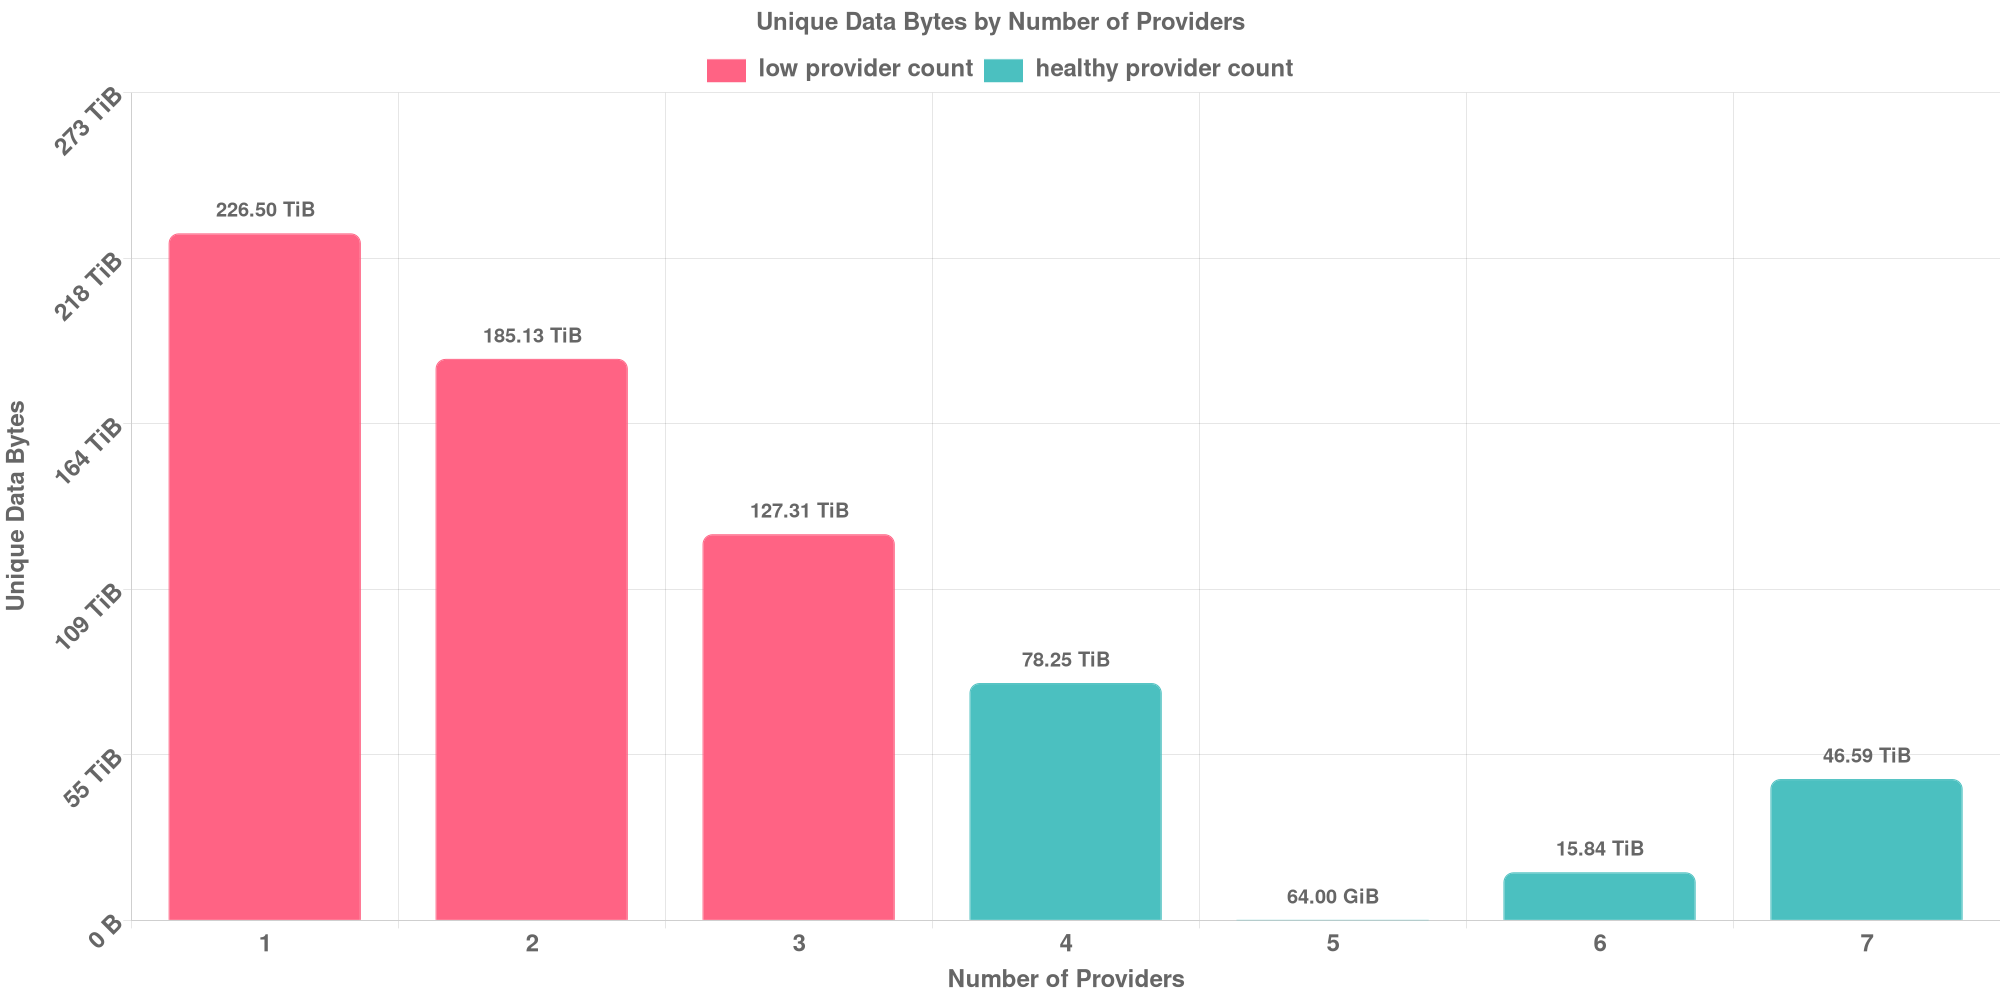 Unique Data Bytes by Number of Providers
low provider count healthy provider count
273 TiB
218 TiB
164 TiB
109 TiB
55 TiB
0 B
Unique Data Bytes
226.50 TiB
185.13 TiB
127.31 TiB
78.25 TiB
64.00 GiB
15.84 TiB
46.59 TiB
1 2 3 4 5 6 7
Number of Providers